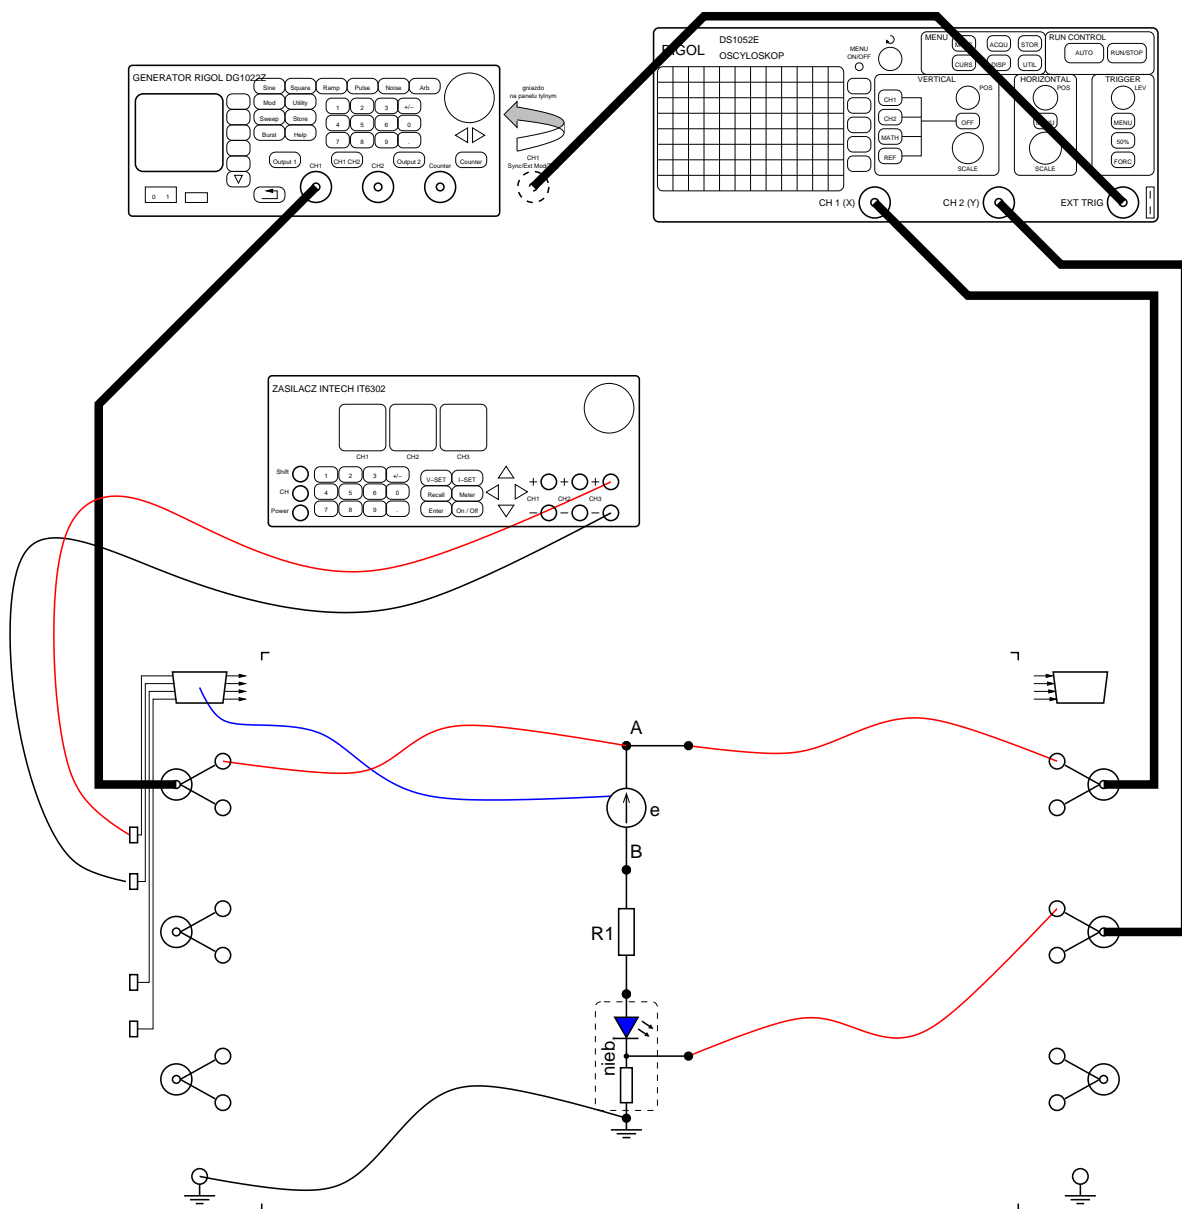 GENERATOR RIGOL DG1022Z
Sine Square Ramp Pulse Noise Arb
Mod Utility
Sweep Store
Burst Help
1 2 3 +/−
4 5 6 0
7 8 9 .
Output 1 CH1 CH1 CH2 CH2 Output 2 Counter Counter
0 1
gniazdo
na panelu tylnym
CH1
Sync/Ext Mod/
RIGOL
DS1052E
OSCYLOSKOP
MENU
ON/OFF
MENU
ACQU STOR
CURS DISP UTIL
RUN CONTROL
AUTO RUN/STOP
VERTICAL
POS
CH1
CH2
MATH
REF
OFF
SCALE
HORIZONTAL
POS
SCALE
TRIGGER
LEV
MENU
50%
FORC
CH 1 (X) CH 2 (Y) EXT TRIG
ZASILACZ INTECH IT6302
CH1 CH2 CH3
Shift
CH
Power
1 2 3 +/−
4 5 6 0
7 8 9 .
V−SET I−SET
Recall Meter
Enter On / Off
+ + +
CH1 CH2 CH3
− − −
A
e
B
R1
nieb